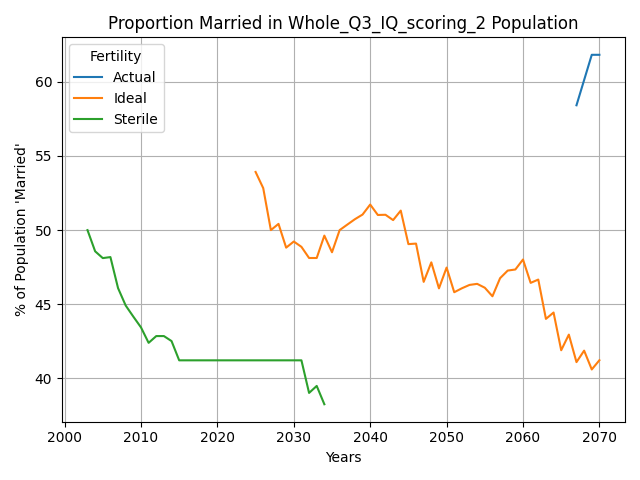 Proportion Married in Whole_Q3_IQ_scoring_2 Population
Fertility
Actual
Ideal
Sterile
% of Population 'Married'
60
55
50
45
40
2000
2010
2020
2030
2040
2050
2060
2070
Years